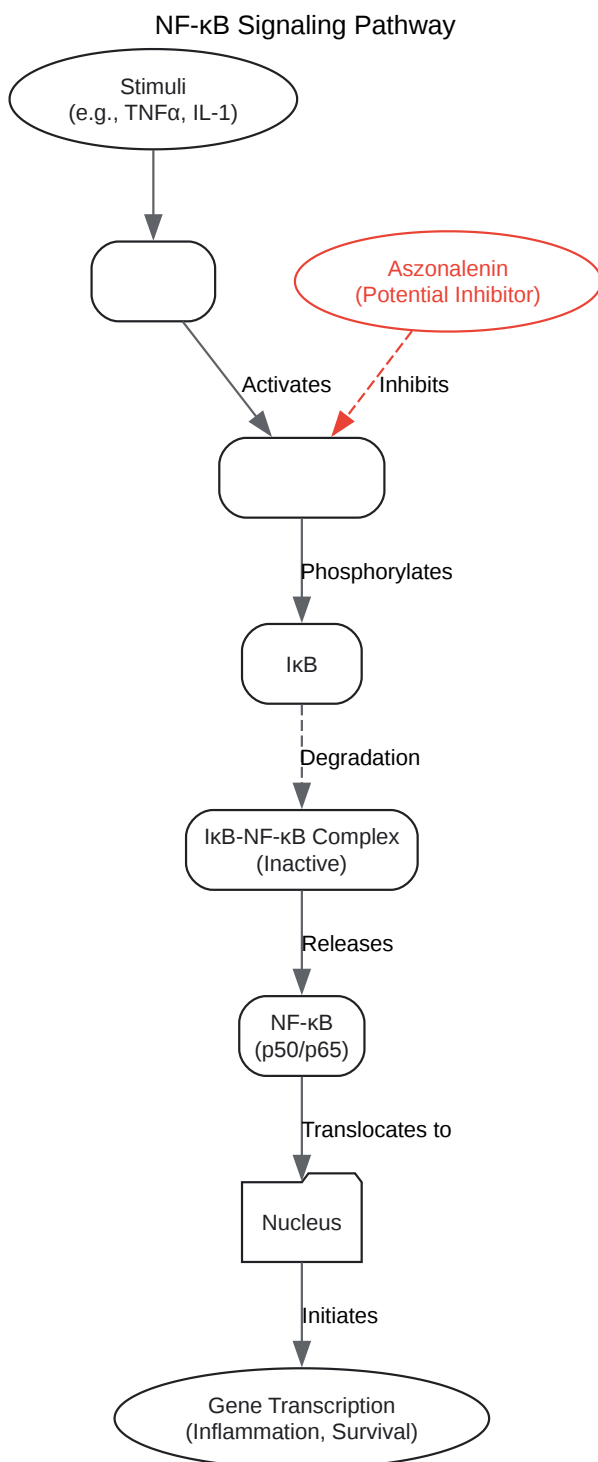 NF-κB Signaling Pathway
Stimuli
(e.g., TNFα, IL-1)
Aszonalenin
(Potential Inhibitor)
Activates
Inhibits
Phosphorylates
IκB
Degradation
IκB-NF-κB Complex
(Inactive)
Releases
NF-κB
(p50/p65)
Translocates to
Nucleus
Initiates
Gene Transcription
(Inflammation, Survival)